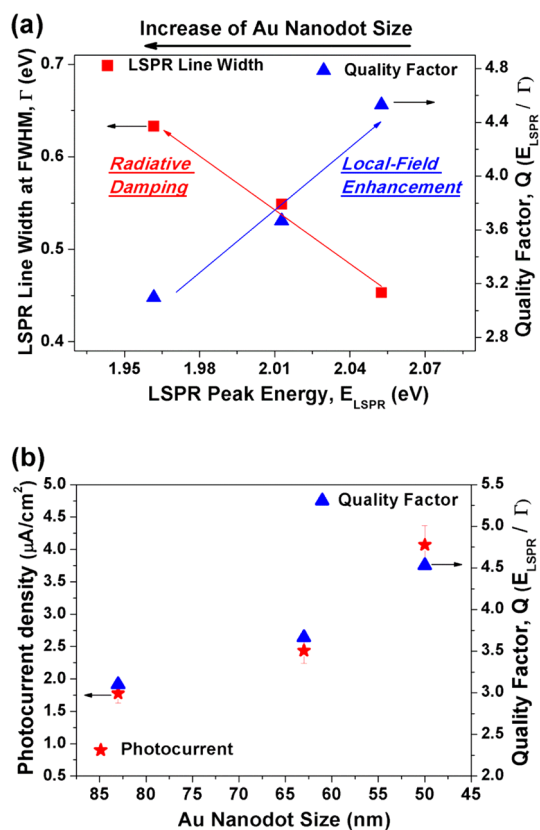 (a)
Increase of Au Nanodot Size
LSPR Line Width at FWHM, Γ (eV)
0.7
0.6
0.5
0.4
LSPR Line Width
Quality Factor
Radiative
Damping
Local-Field
Enhancement
4.8
4.4
4.0
3.6
3.2
2.8
Quality Factor, Q (E_LSPR / Γ)
1.95 1.98 2.01 2.04 2.07
LSPR Peak Energy, E_LSPR (eV)
(b)
Photocurrent density (μA/cm²)
5.0
4.5
4.0
3.5
3.0
2.5
2.0
1.5
1.0
0.5
Quality Factor
Photocurrent
5.5
5.0
4.5
4.0
3.5
3.0
2.5
2.0
Quality Factor, Q (E_LSPR / Γ)
85 80 75 70 65 60 55 50 45
Au Nanodot Size (nm)